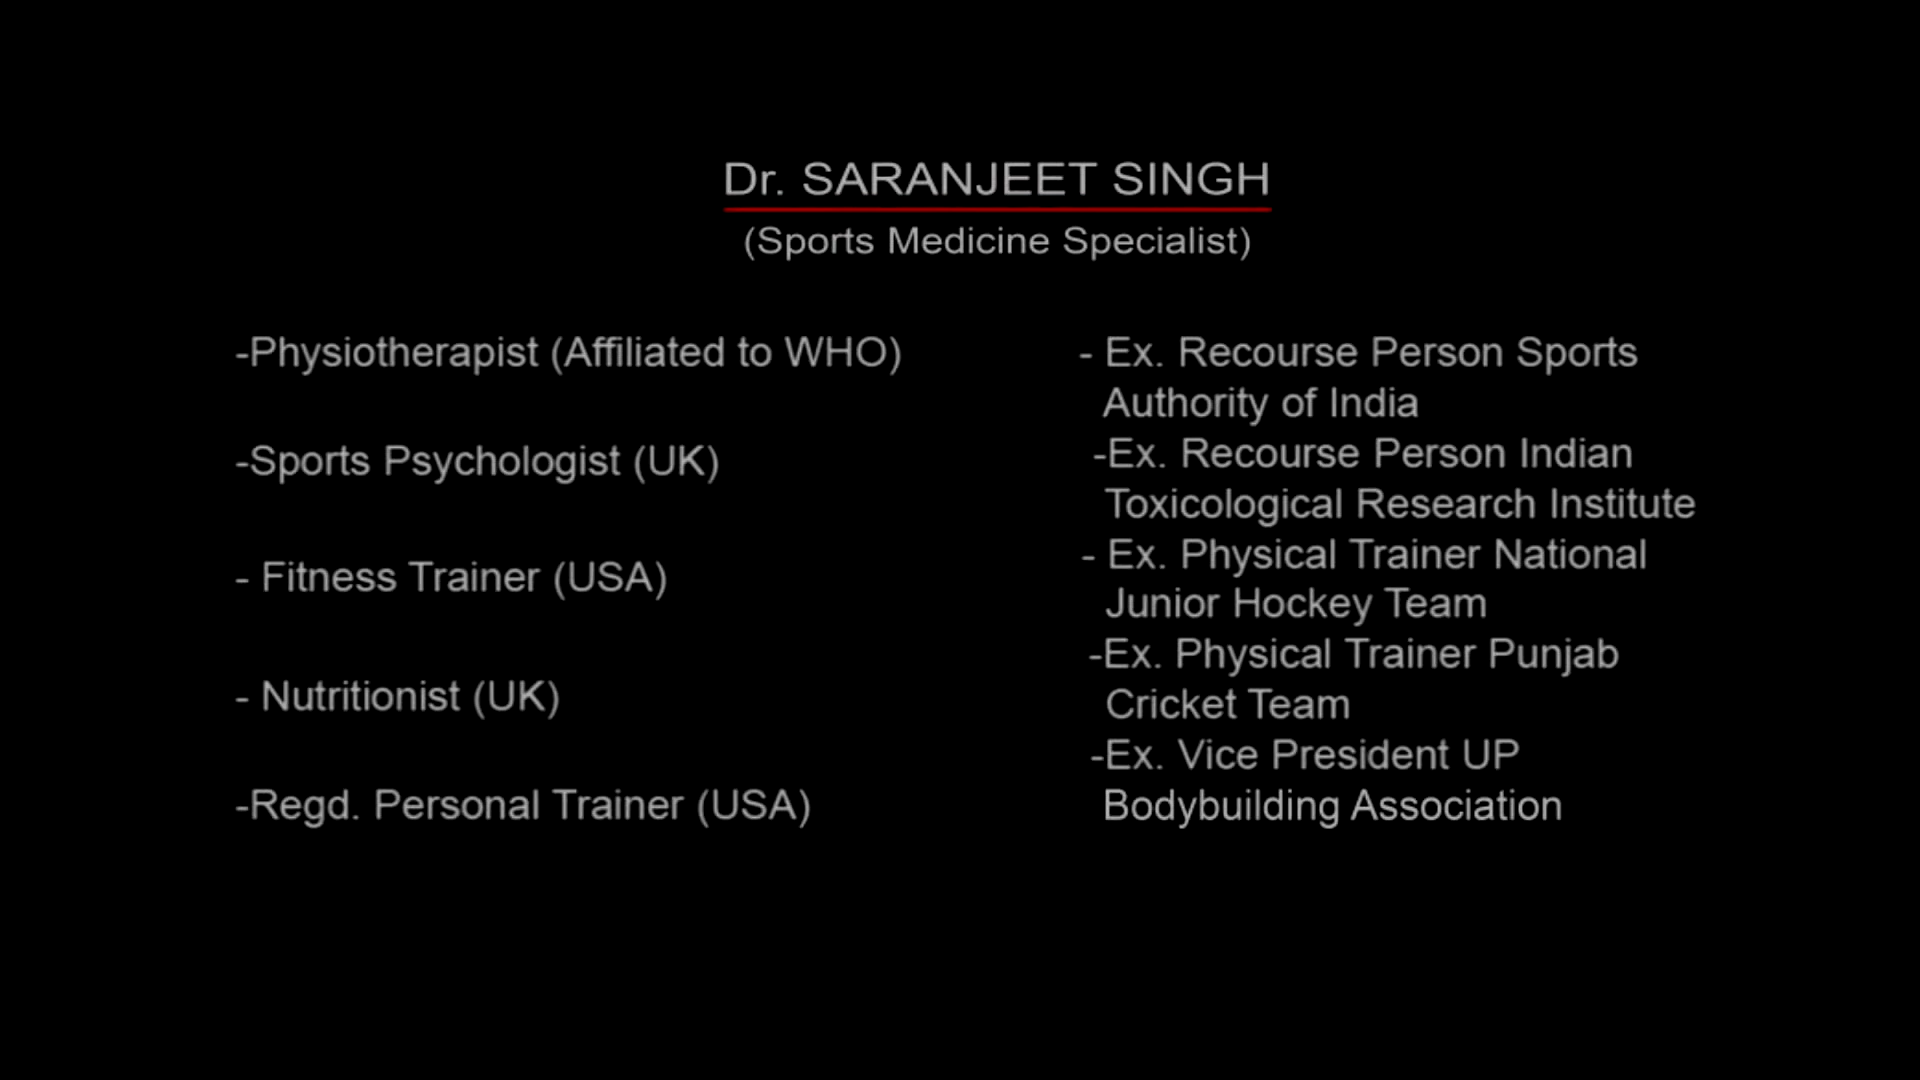 Dr. SARANJEET SINGH
(Sports Medicine Specialist)
-Physiotherapist (Affiliated to WHO)
-Sports Psychologist (UK)
- Fitness Trainer (USA)
- Nutritionist (UK)
-Regd. Personal Trainer (USA)
- Ex. Recourse Person Sports
Authority of India
-Ex. Recourse Person Indian
Toxicological Research Institute
- Ex. Physical Trainer National
Junior Hockey Team
-Ex. Physical Trainer Punjab
Cricket Team
-Ex. Vice President UP
Bodybuilding Association